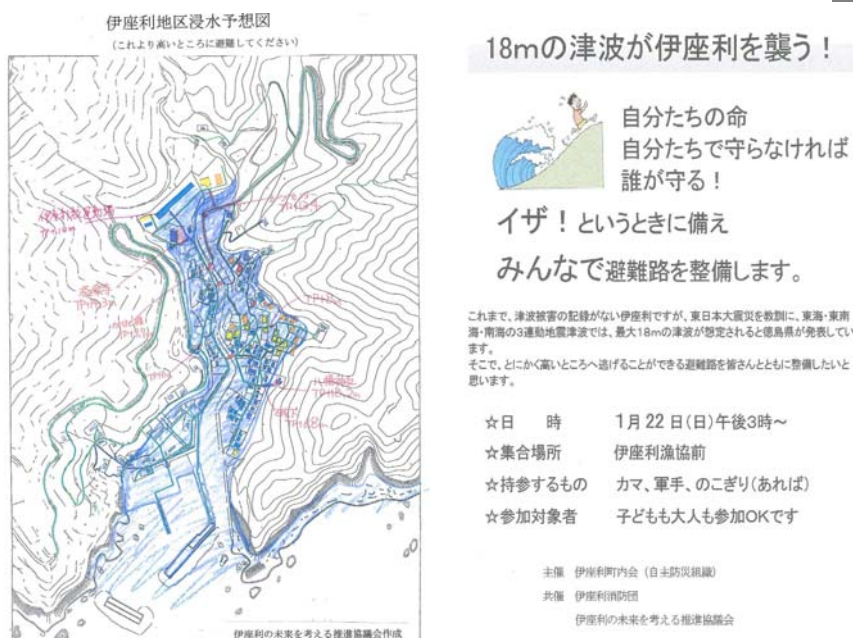 伊座利地区浸水予想図
(これより高いところに避難してください)
伊座利の未来を考える推進協議会作成
18mの津波が伊座利を襲う！
自分たちの命
自分たちで守らなければ
誰が守る！
イザ！というときに備え
みんなで避難路を整備します。
これまで、津波被害の記録がない伊座利ですが、東日本大震災を教訓に、東海・東南
海・南海の3連動地震津波では、最大18mの津波が想定されると徳島県が発表してい
ます。
そこで、とにかく高いところへ逃げることができる避難路を皆さんとともに整備したいと
思います。
☆日　時　1月22日(日)午後3時～
☆集合場所　伊座利漁協前
☆持参するもの　カマ、軍手、のこぎり(あれば)
☆参加対象者　子どもも大人も参加OKです
主催　伊座利町内会（自主防災組織）
共催　伊座利消防団
伊座利の未来を考える推進協議会